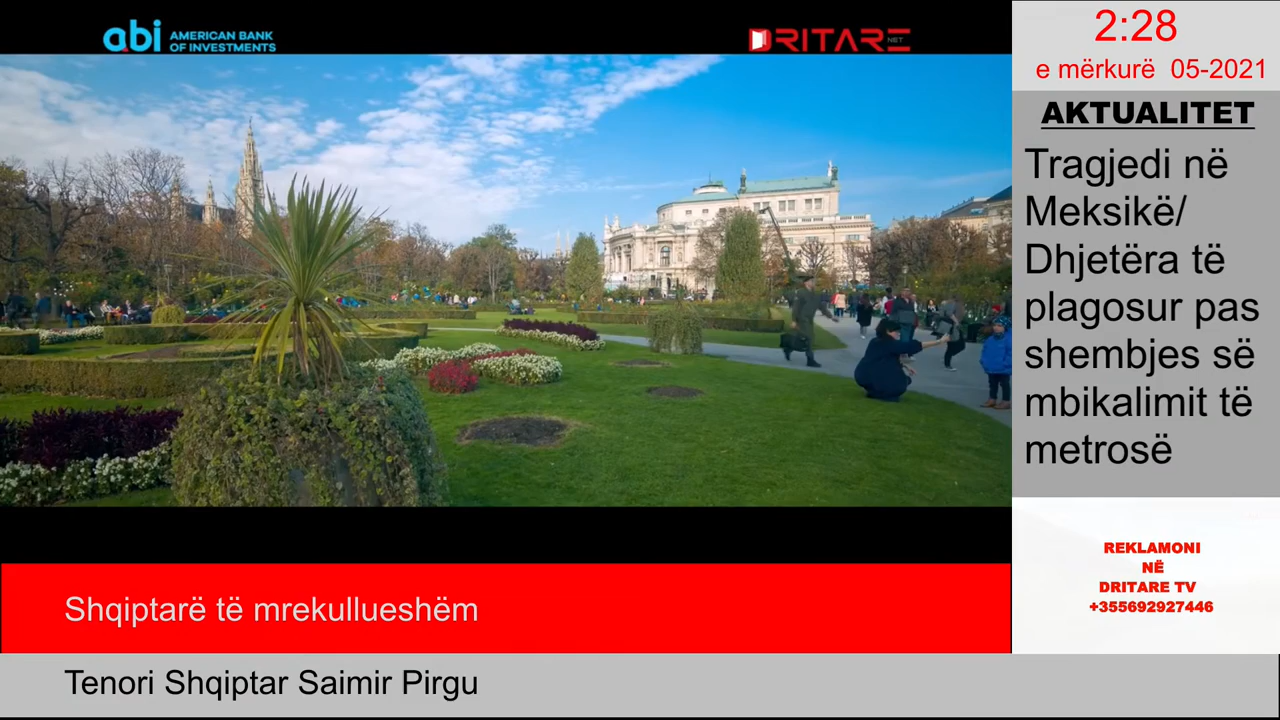 abi AMERICAN BANK
OF INVESTMENTS
DRITARE
NET
2:28
e mërkurë 05-2021
AKTUALITET
Tragjedi në
Meksikë/
Dhjetëra të
plagosur pas
shembjes së
mbikalimit të
metrosë
REKLAMONI
NË
DRITARE TV
+355692927446
Shqiptarë të mrekullueshëm
Tenori Shqiptar Saimir Pirgu